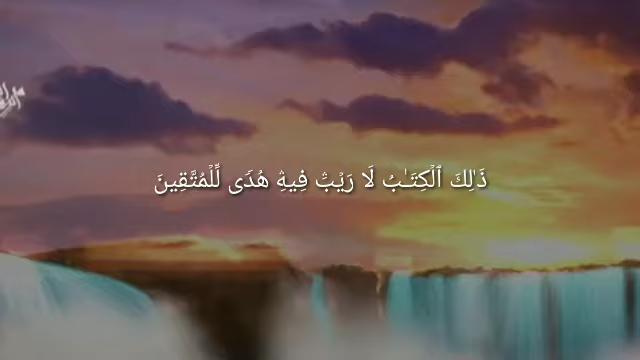 ذَٰلِكَ ٱلْكِتَـٰبُ لَا رَيْبَ ۛ فِيهِ ۛ هُدًى لِّلْمُتَّقِينَ